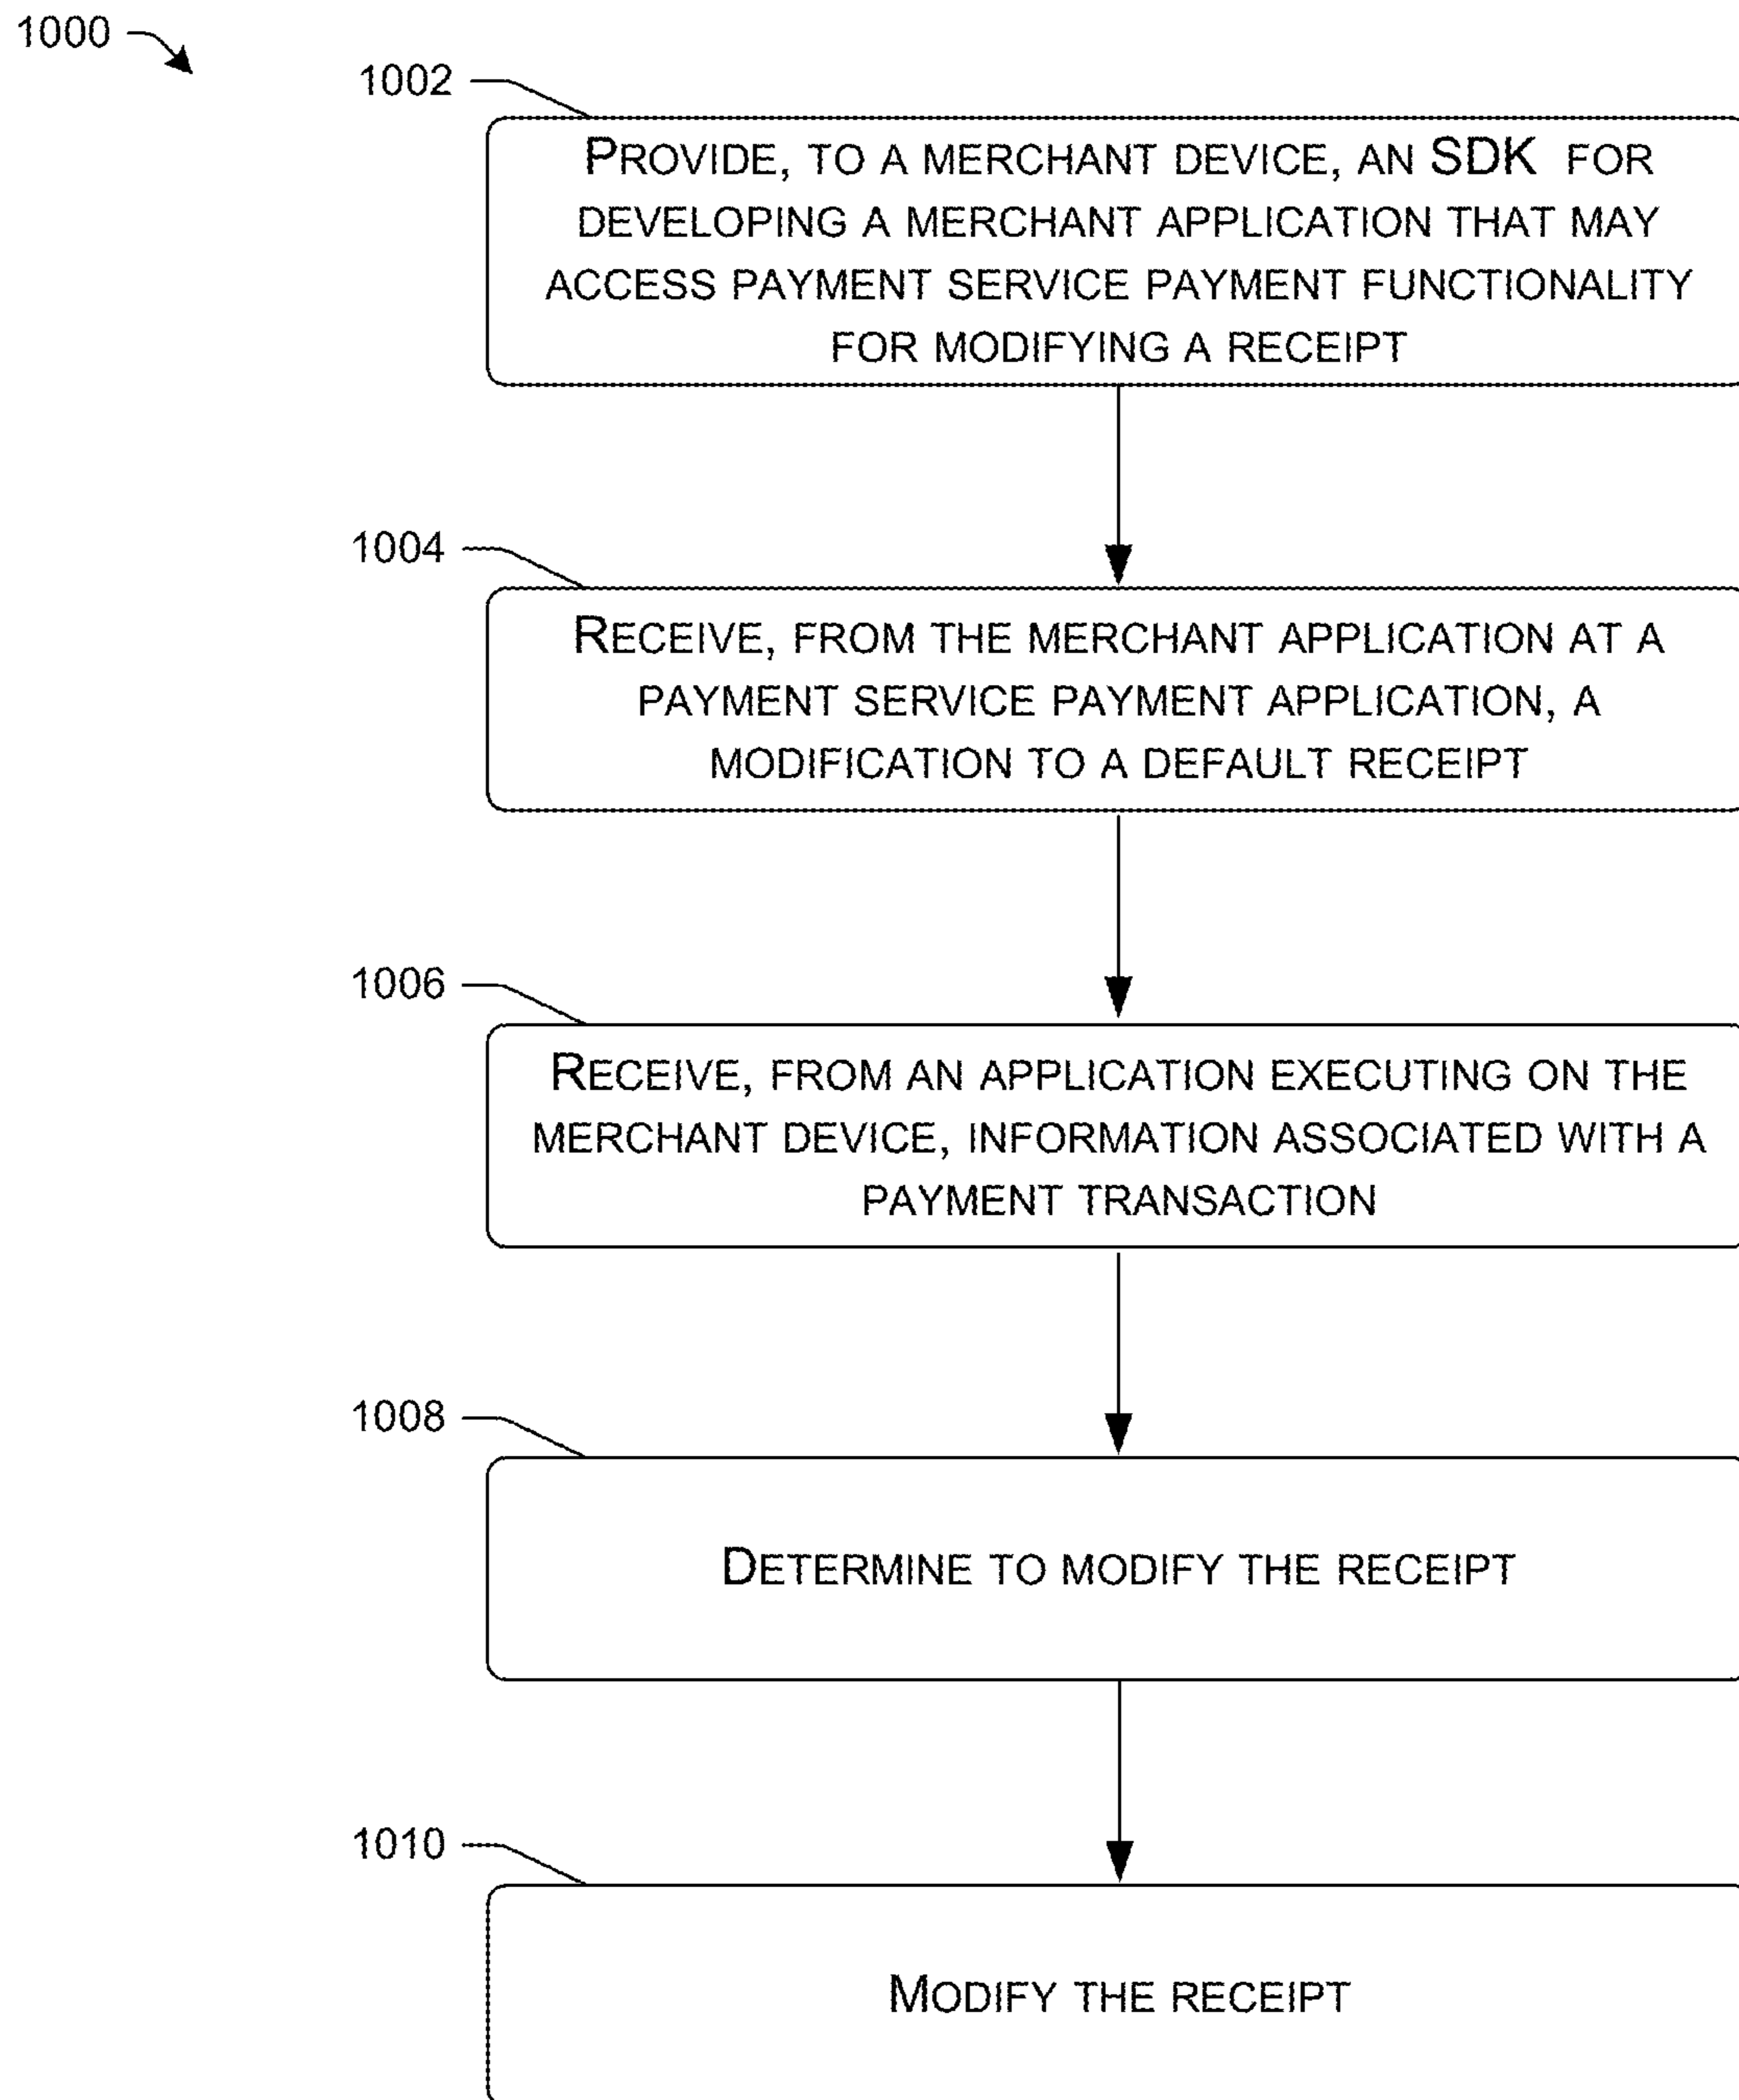 1000
1002
PROVIDE, TO A MERCHANT DEVICE, AN SDK FOR
DEVELOPING A MERCHANT APPLICATION THAT MAY
ACCESS PAYMENT SERVICE PAYMENT FUNCTIONALITY
FOR MODIFYING A RECEIPT
1004
RECEIVE, FROM THE MERCHANT APPLICATION AT A
PAYMENT SERVICE PAYMENT APPLICATION, A
MODIFICATION TO A DEFAULT RECEIPT
1006
RECEIVE, FROM AN APPLICATION EXECUTING ON THE
MERCHANT DEVICE, INFORMATION ASSOCIATED WITH A
PAYMENT TRANSACTION
1008
DETERMINE TO MODIFY THE RECEIPT
1010
MODIFY THE RECEIPT